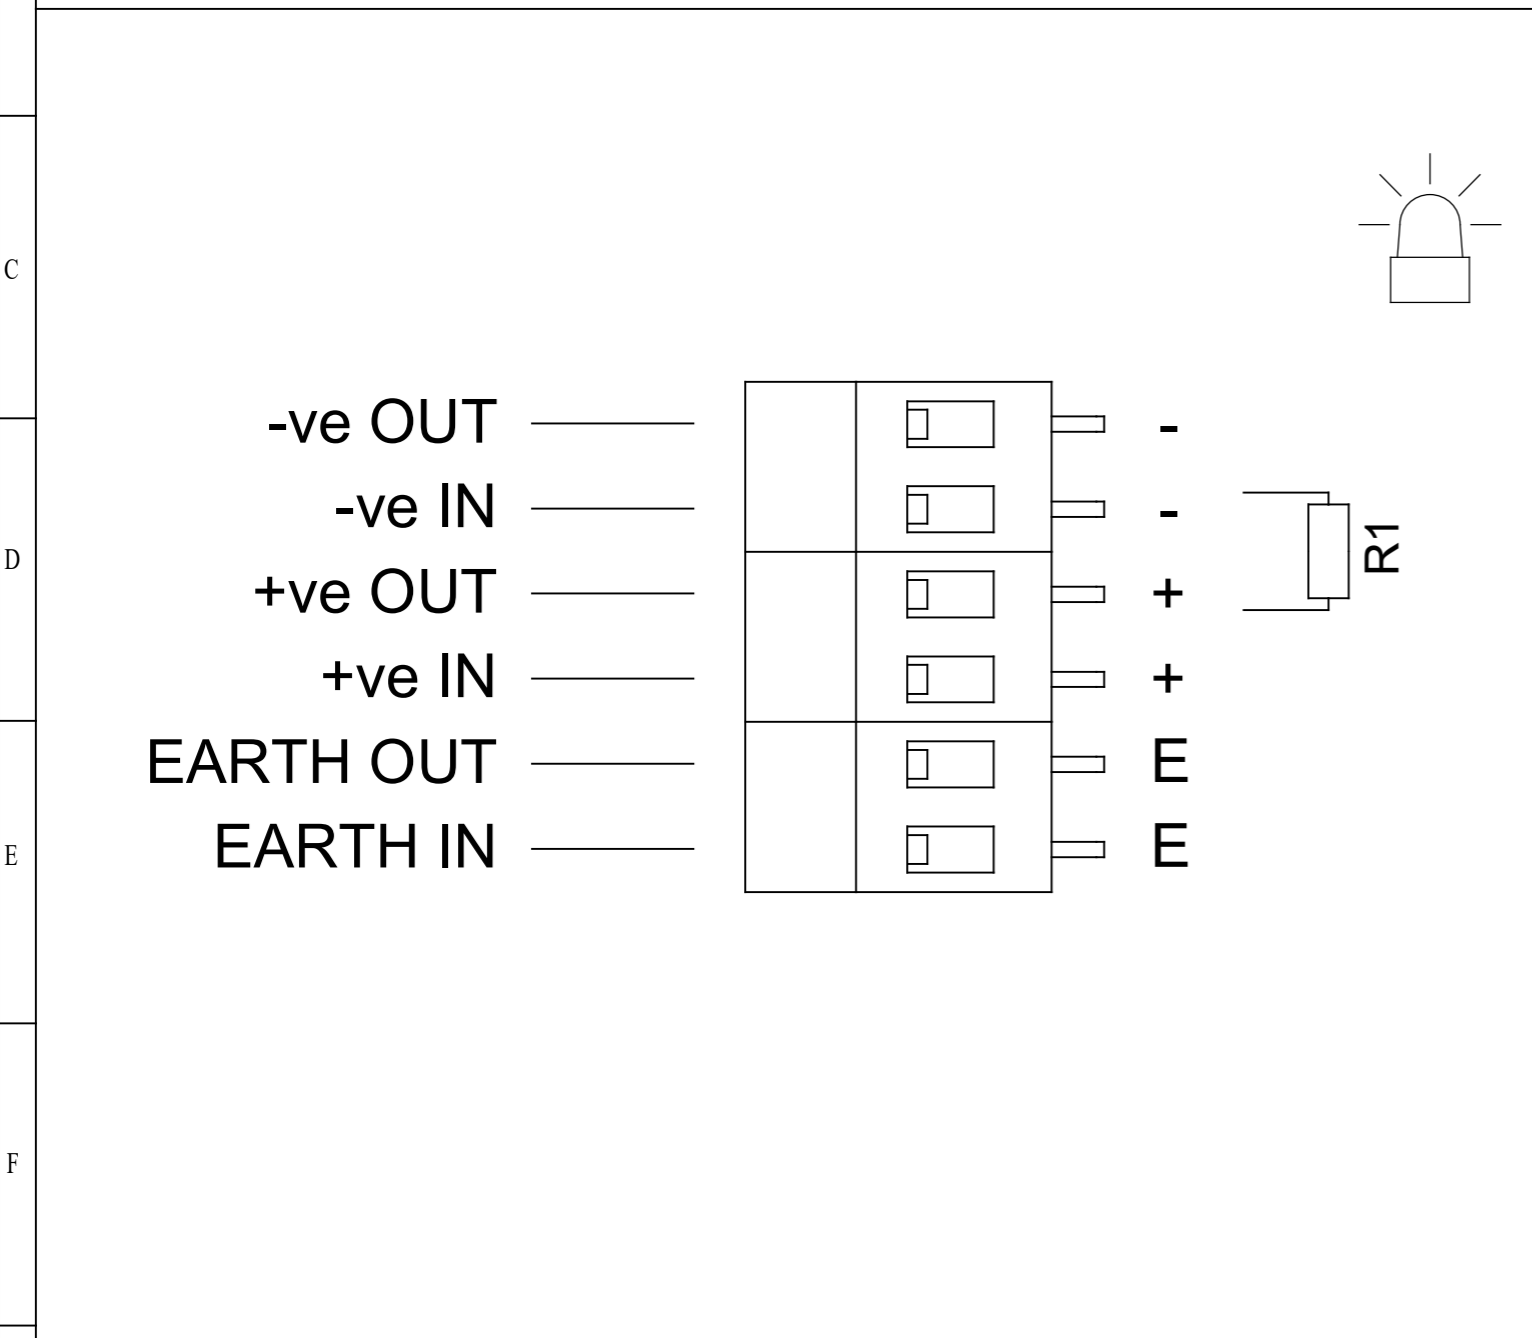 C
-ve OUT -
-ve IN -
D
R1
+ve OUT +
+ve IN +
EARTH OUT E
E
EARTH IN E
F